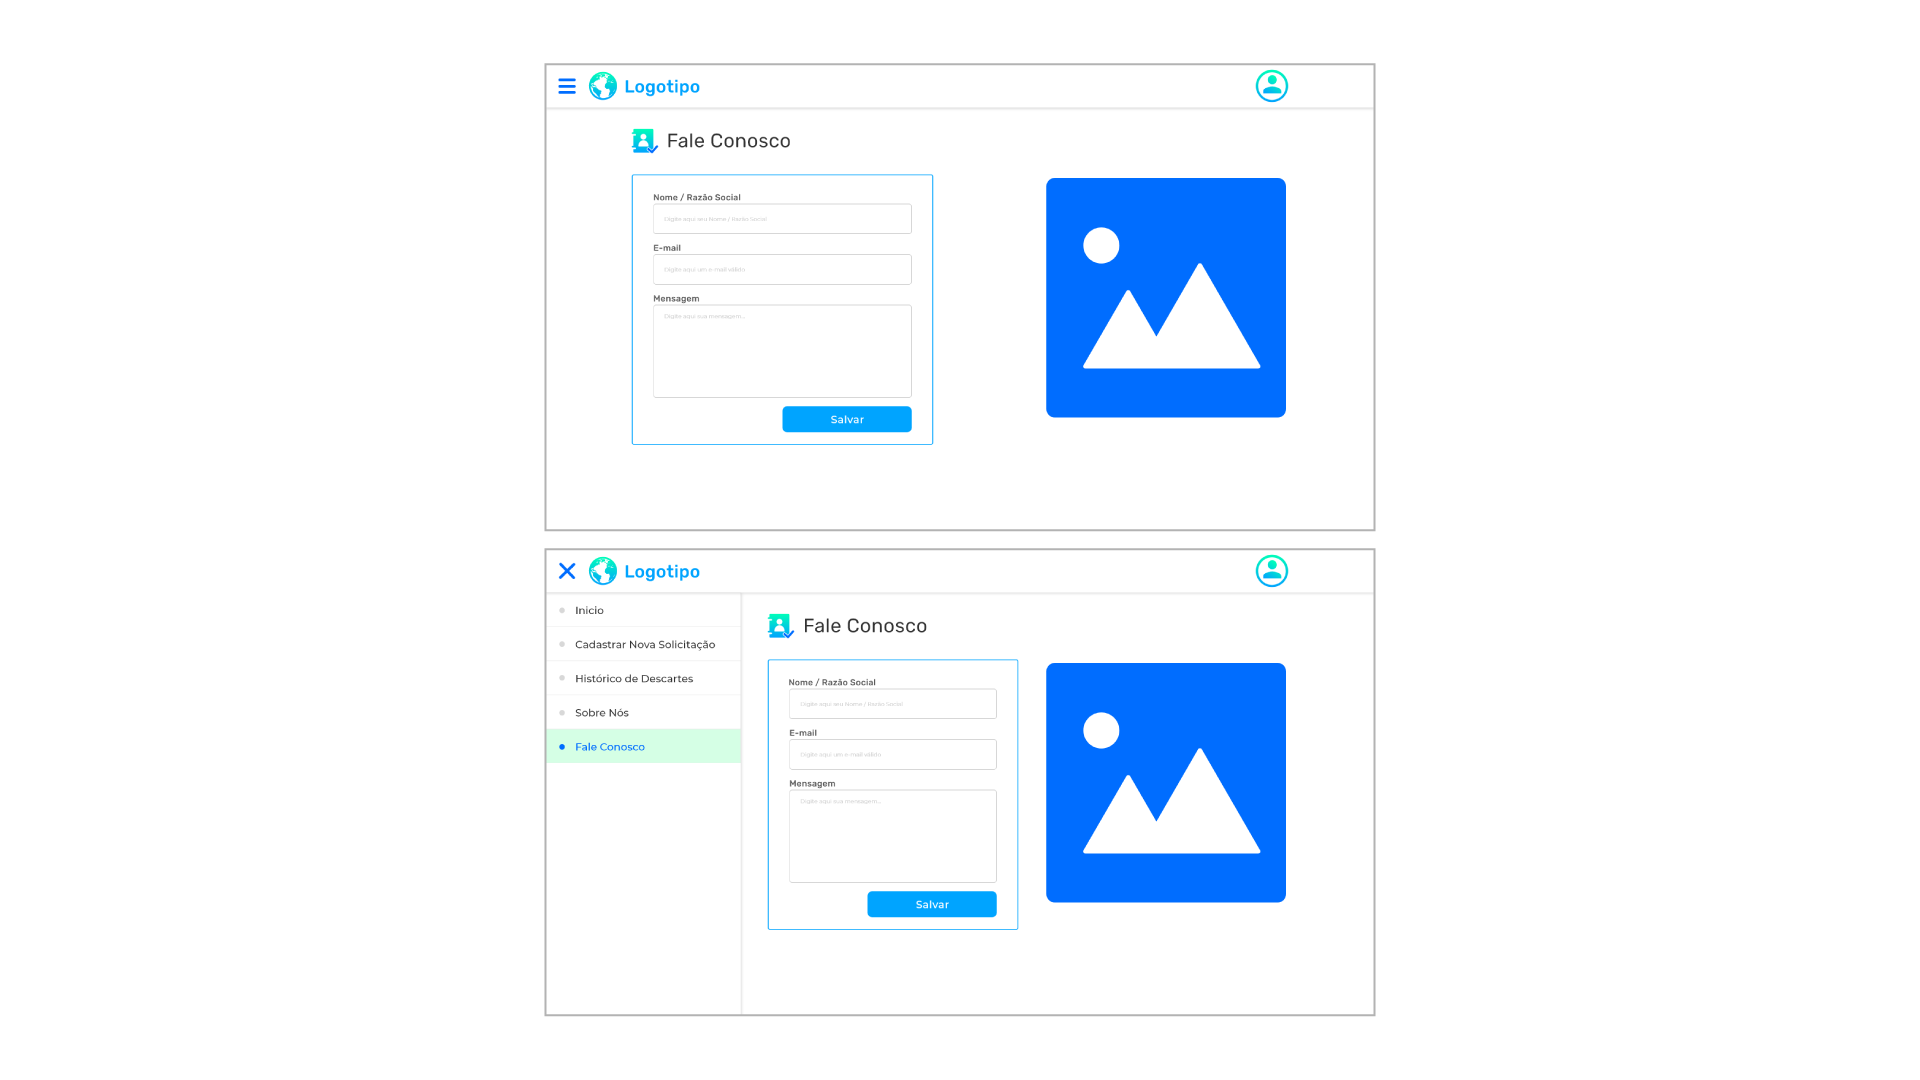 Logotipo
Fale Conosco
Nome / Razão Social
Digite aqui seu Nome / Razão Social
E-mail
Digite aqui um e-mail válido
Mensagem
Digite aqui sua mensagem...
Salvar
Logotipo
Inicio
Cadastrar Nova Solicitação
Histórico de Descartes
Sobre Nós
Fale Conosco
Fale Conosco
Nome / Razão Social
Digite aqui seu Nome / Razão Social
E-mail
Digite aqui um e-mail válido
Mensagem
Digite aqui sua mensagem...
Salvar